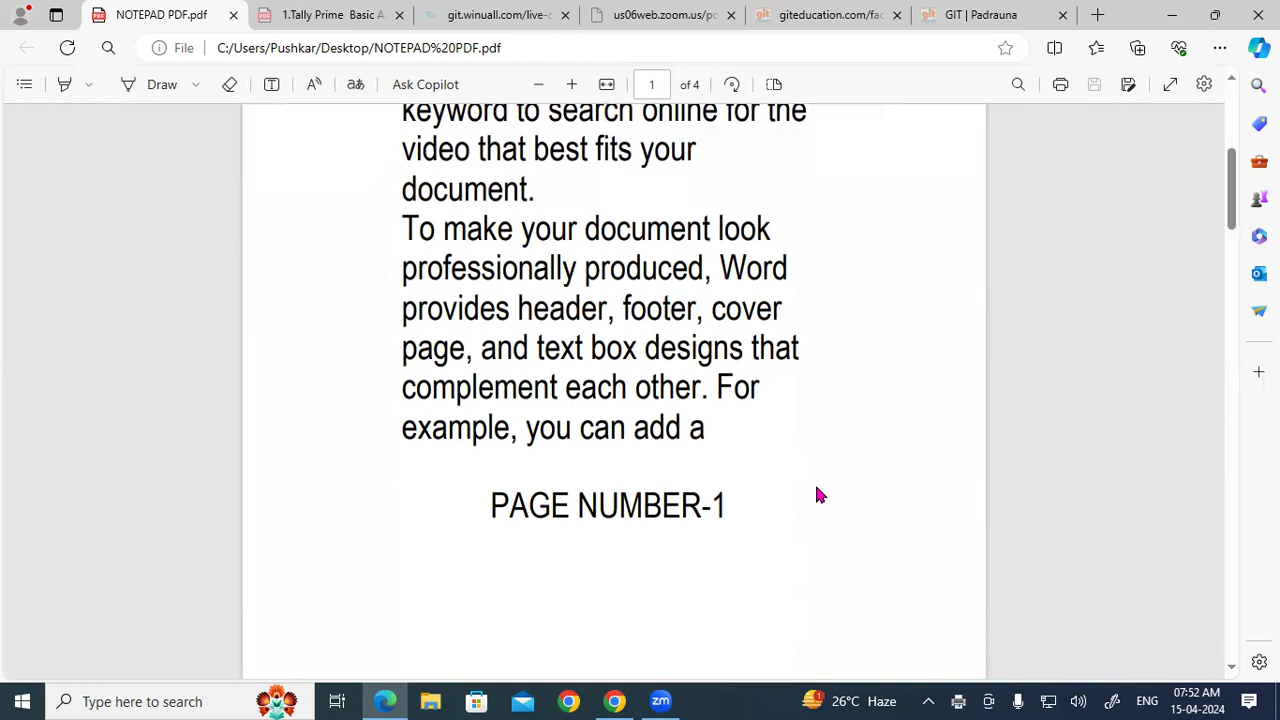 NOTEPAD PDF.pdf
1.Tally Prime Basic A
git.winuall.com/live-c
us06web.zoom.us/po
giteducation.com/fac
GIT | Padrauna
File
C:/Users/Pushkar/Desktop/NOTEPAD%20PDF.pdf
Draw
Ask Copilot
1
of 4
keyword to search online for the
video that best fits your
document.
To make your document look
professionally produced, Word
provides header, footer, cover
page, and text box designs that
complement each other. For
example, you can add a
PAGE NUMBER-1
Type here to search
26°C Haze
ENG
07:52 AM
15-04-2024